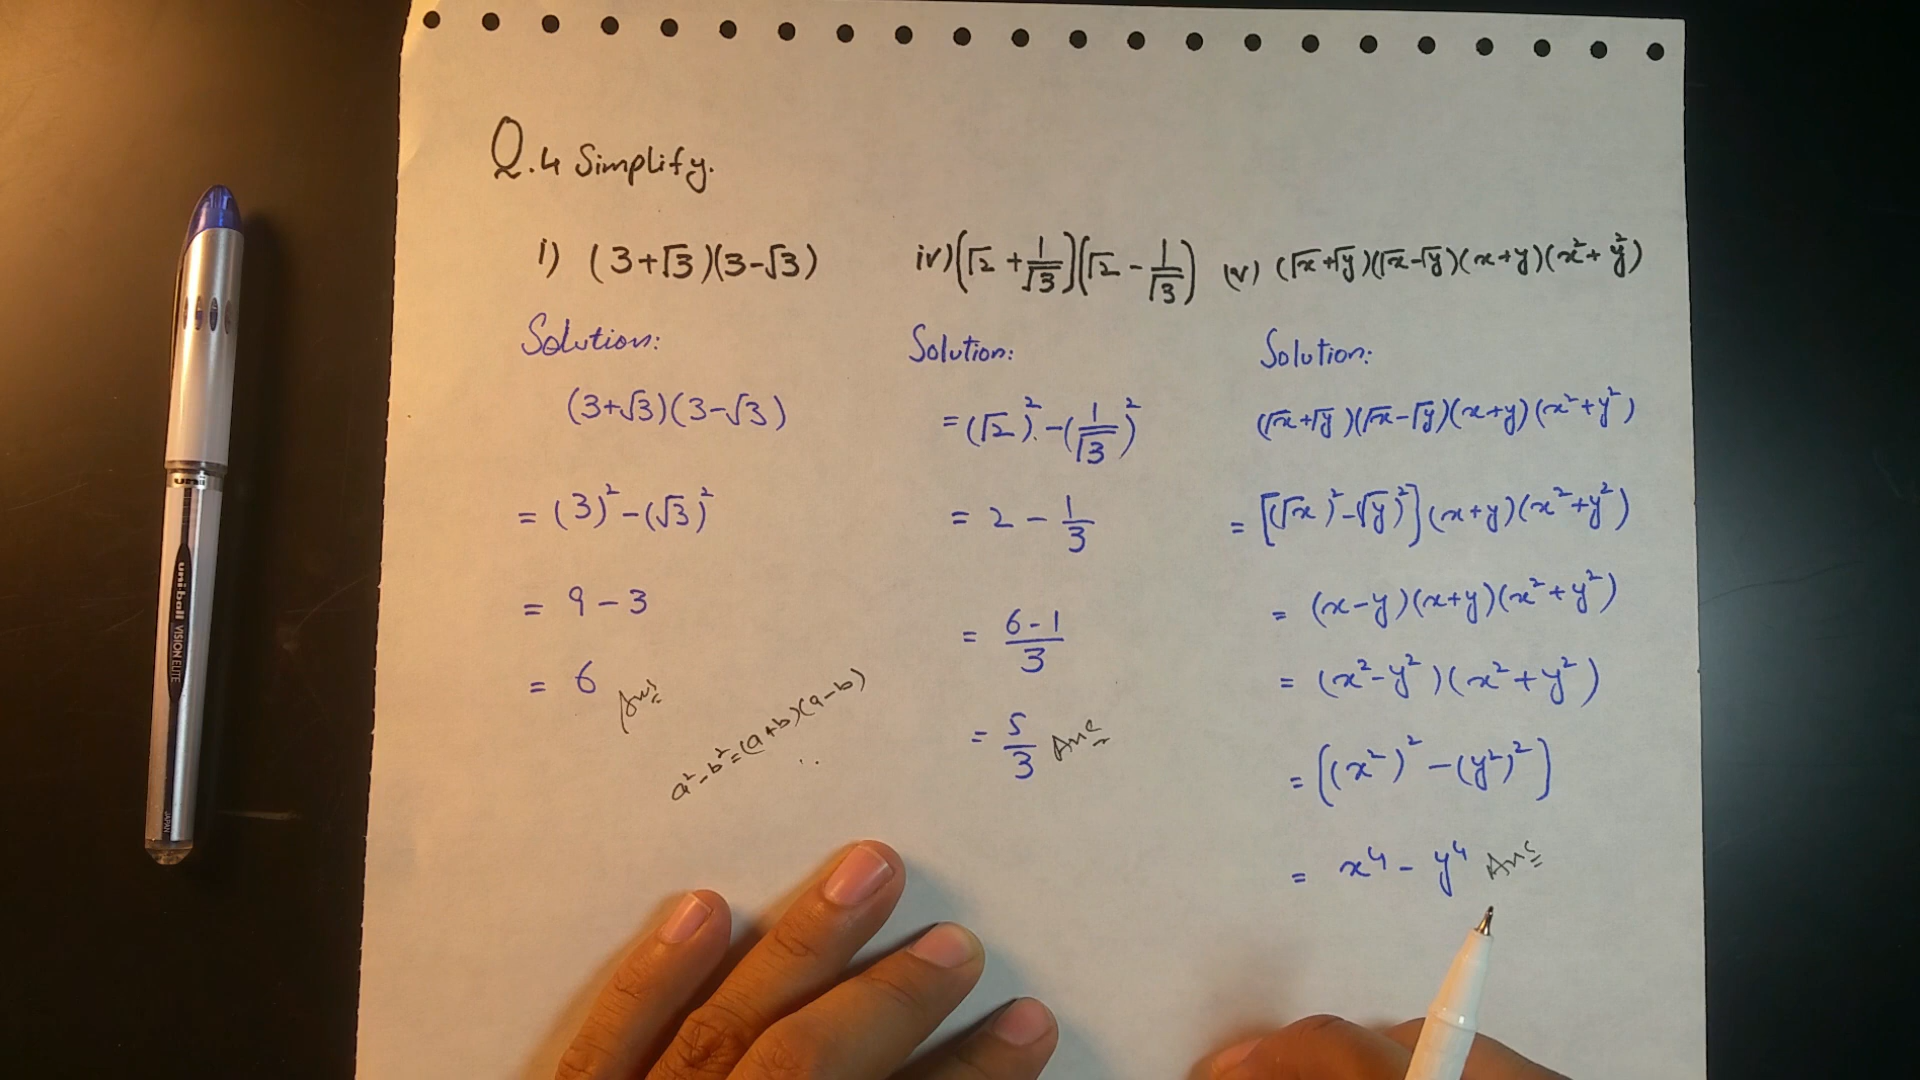 Q.4 Simplify.
i) (3+√3)(3-√3)
Solution:
(3+√3)(3-√3)
= (3)² - (√3)²
= 9 - 3
= 6 Ans
a² - b² = (a+b)(a-b)
iv) (√2 + 1/√3)(√2 - 1/√3)
Solution:
= (√2)² - (1/√3)²
= 2 - 1/3
= 6-1/3
= 5/3 Ans
(v) (√x+√y)(√x-√y)(x+y)(x²+y²)
Solution:
(√x+√y)(√x-√y)(x+y)(x²+y²)
= [(√x)²-(√y)²](x+y)(x²+y²)
= (x-y)(x+y)(x²+y²)
= (x²-y²)(x²+y²)
= [(x²)² - (y²)²]
= x⁴ - y⁴ Ans
uni
uni-ball VISION ELITE
JAPAN